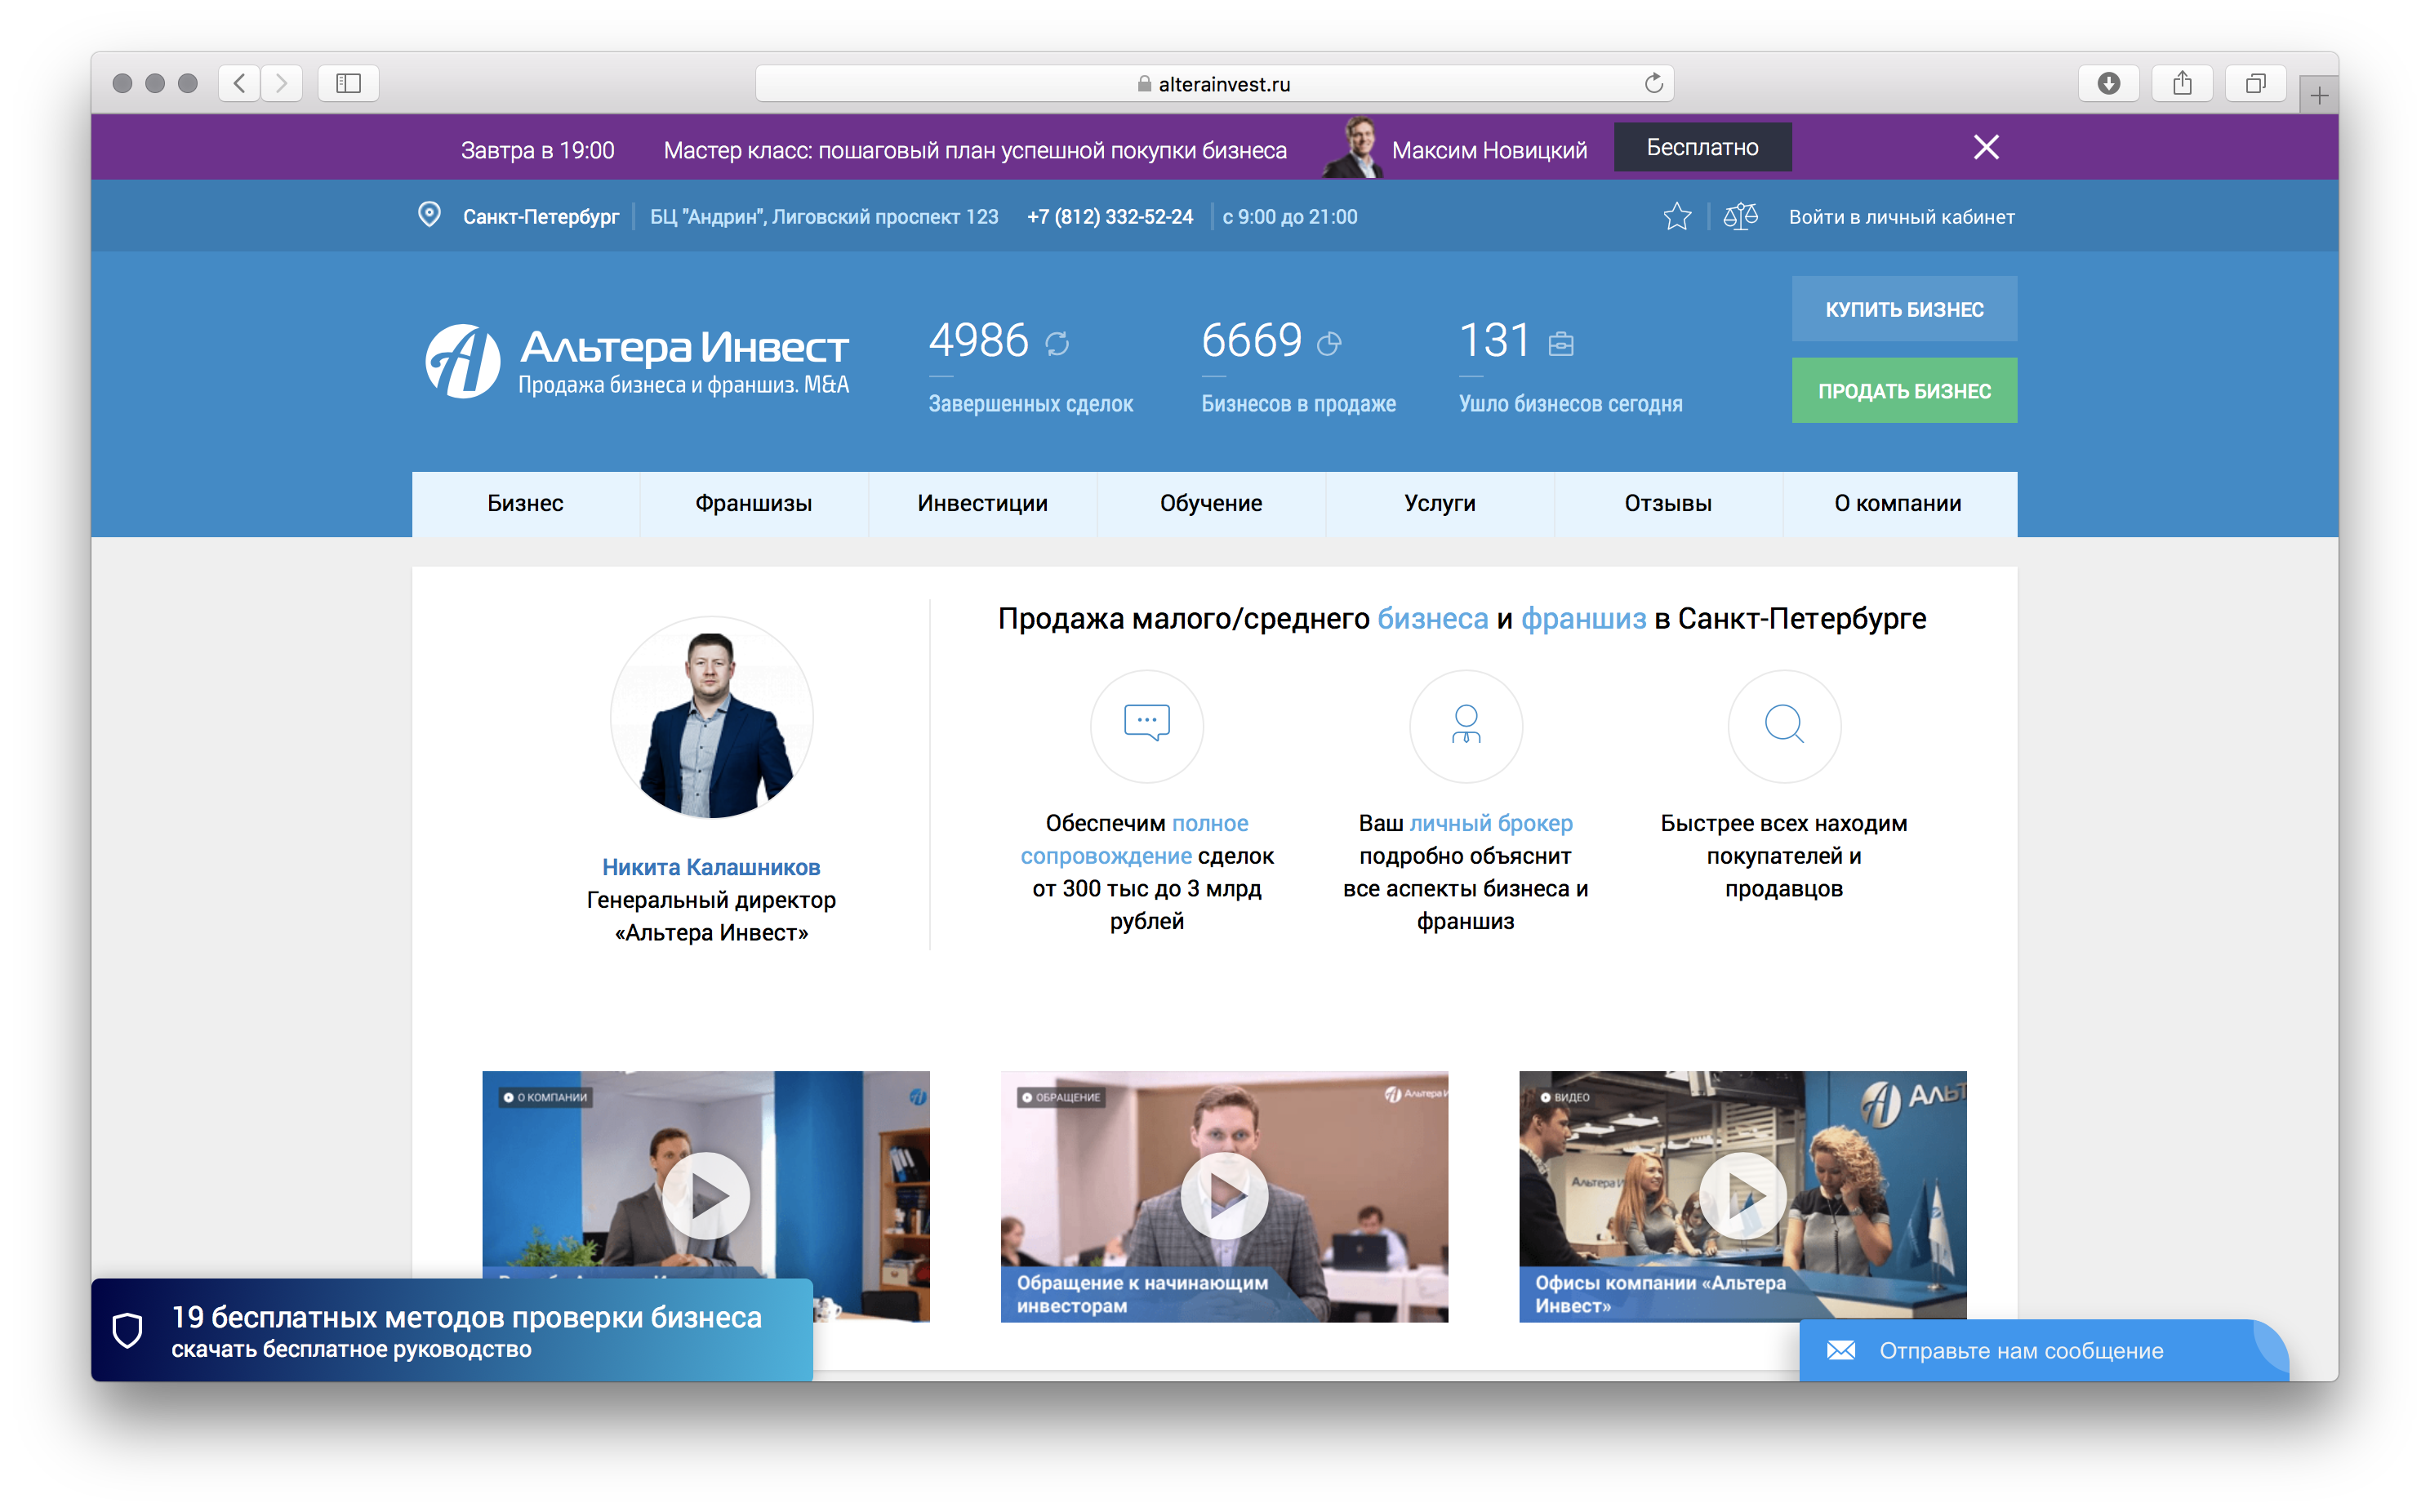 alterainvest.ru
Завтра в 19:00 Мастер класс: пошаговый план успешной покупки бизнеса Максим Новицкий Бесплатно
Санкт-Петербург БЦ "Андрин", Лиговский проспект 123 +7 (812) 332-52-24 с 9:00 до 21:00 Войти в личный кабинет
Альтера Инвест
Продажа бизнеса и франшиз. M&A
4986
Завершенных сделок
6669
Бизнесов в продаже
131
Ушло бизнесов сегодня
КУПИТЬ БИЗНЕС
ПРОДАТЬ БИЗНЕС
Бизнес Франшизы Инвестиции Обучение Услуги Отзывы О компании
Никита Калашников
Генеральный директор
«Альтера Инвест»
Продажа малого/среднего бизнеса и франшиз в Санкт-Петербурге
Обеспечим полное
сопровождение сделок
от 300 тыс до 3 млрд
рублей
Ваш личный брокер
подробно объяснит
все аспекты бизнеса и
франшиз
Быстрее всех находим
покупателей и
продавцов
О КОМПАНИИ
ОБРАЩЕНИЕ
Обращение к начинающим
инвесторам
ВИДЕО
Офисы компании «Альтера
Инвест»
19 бесплатных методов проверки бизнеса
скачать бесплатное руководство
Отправьте нам сообщение